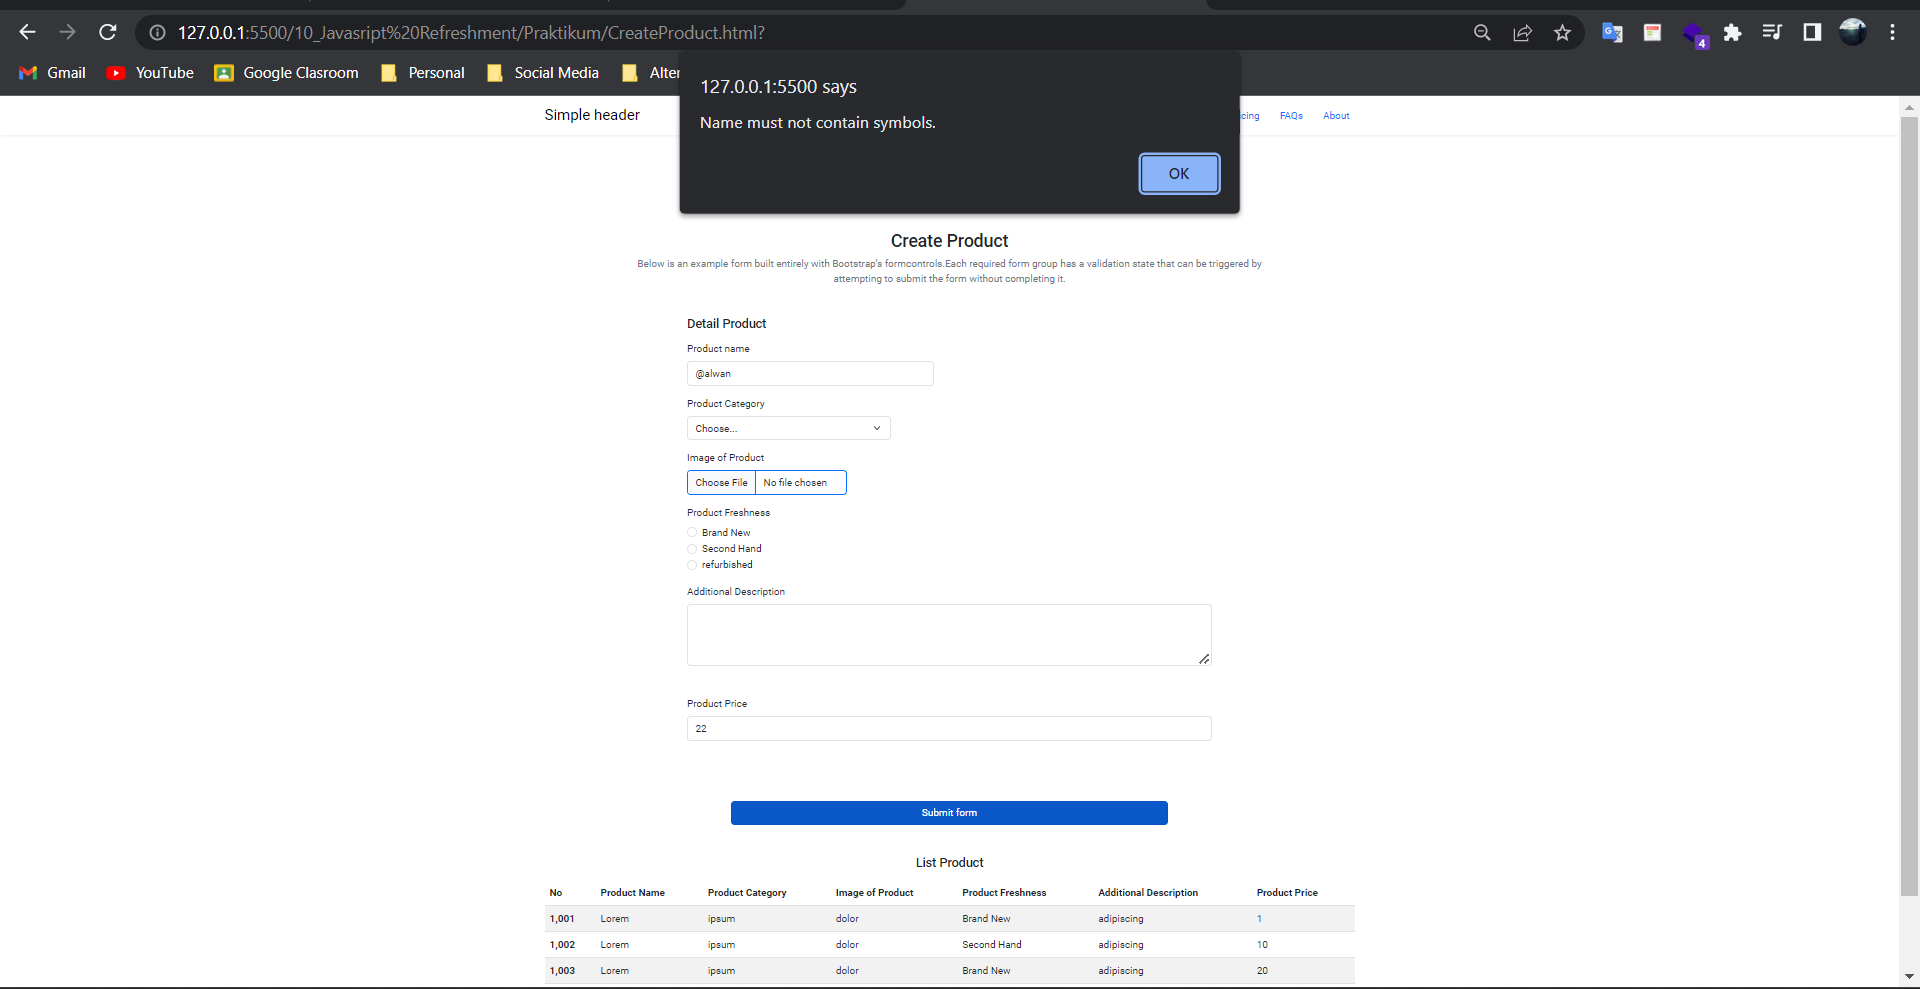 127.0.0.1:5500/10_Javasript%20Refreshment/Praktikum/CreateProduct.html?
4
Gmail YouTube Google Clasroom Personal Social Media Alter
127.0.0.1:5500 says
Name must not contain symbols.
OK
Simple header cing FAQs About
Create Product
Below is an example form built entirely with Bootstrap's formcontrols.Each required form group has a validation state that can be triggered by
attempting to submit the form without completing it.
Detail Product
Product name
@alwan
Product Category
Choose...
Image of Product
Choose File No file chosen
Product Freshness
Brand New
Second Hand
refurbished
Additional Description
Product Price
22
Submit form
List Product
No Product Name Product Category Image of Product Product Freshness Additional Description Product Price
1,001 Lorem ipsum dolor Brand New adipiscing 1
1,002 Lorem ipsum dolor Second Hand adipiscing 10
1,003 Lorem ipsum dolor Brand New adipiscing 20